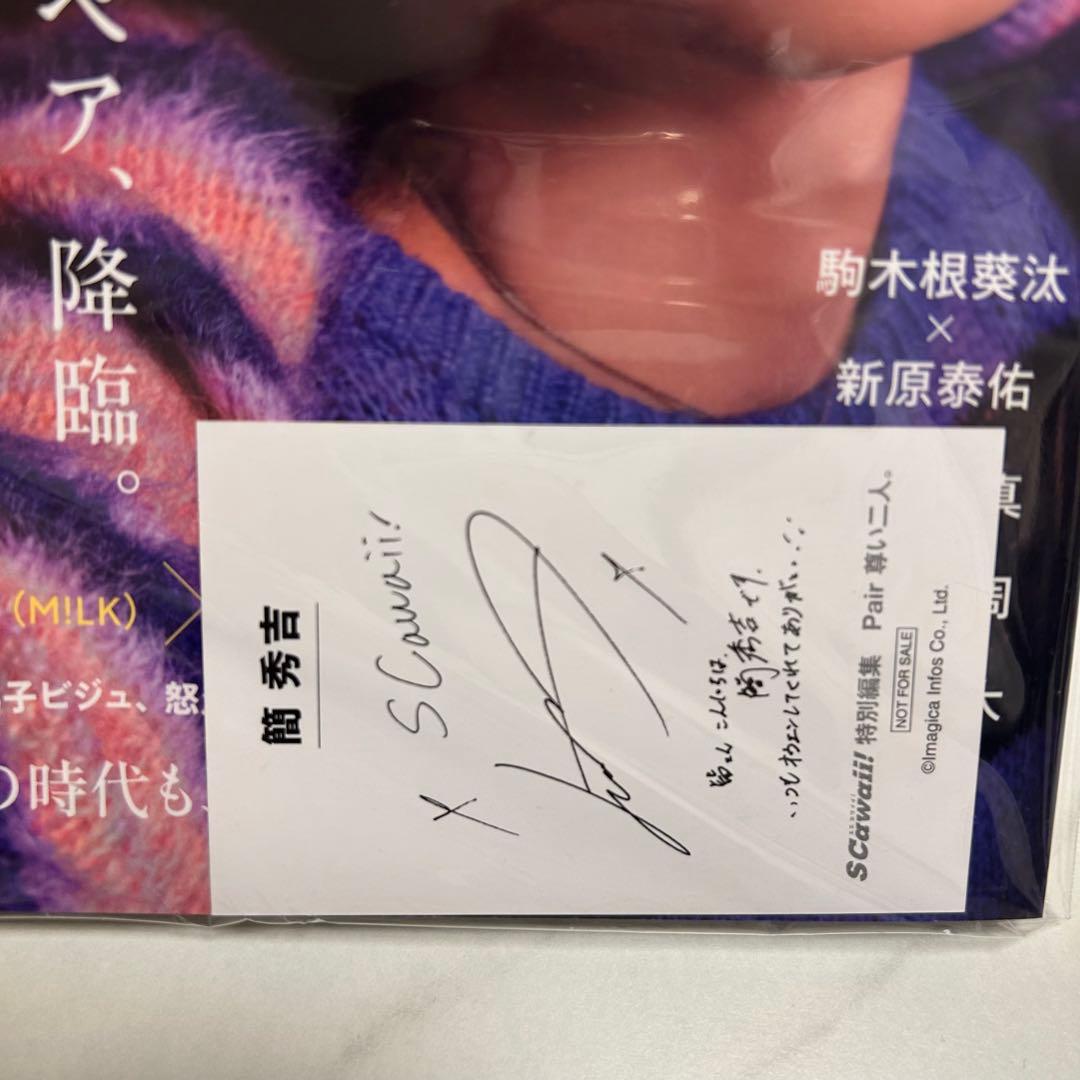 ペア、降臨。
(M!LK)
子ビジュ、怒
の時代も、
駒木根葵汰
×
新原泰佑
簡 秀吉
SCawaii!
皆さん こんにちは、
簡秀吉です。
いつもオウエンしてくれてありがと
SCawaii! 特別編集 Pair 尊い二人。
NOT FOR SALE
©Imagica Infos Co., Ltd.